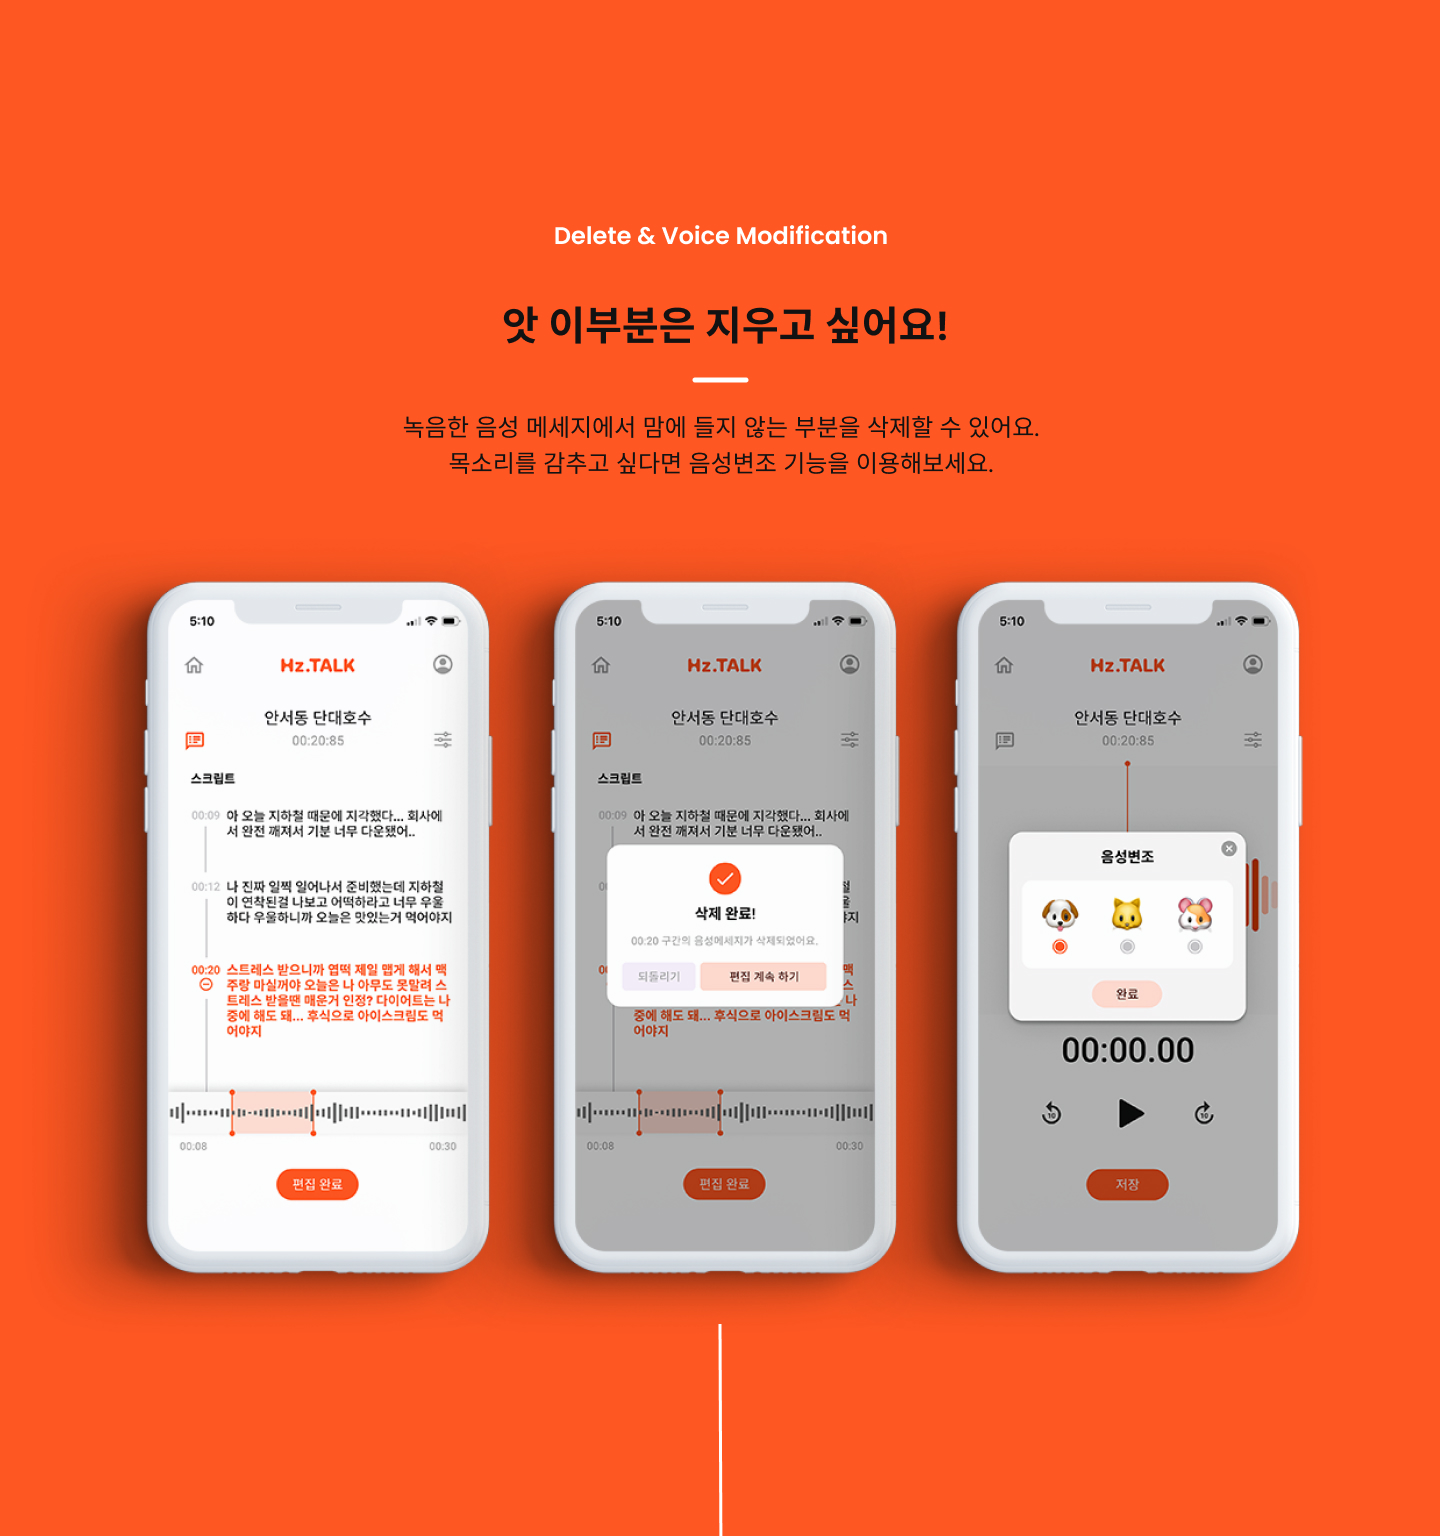 Delete & Voice Modification
앗 이부분은 지우고 싶어요!
녹음한 음성 메세지에서 맘에 들지 않는 부분을 삭제할 수 있어요.
목소리를 감추고 싶다면 음성변조 기능을 이용해보세요.
5:10
Hz.TALK
안서동 단대호수
00:20:85
스크립트
00:09
아 오늘 지하철 때문에 지각했다... 회사에
서 완전 깨져서 기분 너무 다운됐어..
00:12
나 진짜 일찍 일어나서 준비했는데 지하철
이 연착된걸 나보고 어떡하라고 너무 우울
하다 우울하니까 오늘은 맛있는거 먹어야지
00:20
스트레스 받으니까 엽떡 제일 맵게 해서 맥
주랑 마실꺼야 오늘은 나 아무도 못말려 스
트레스 받을땐 매운거 인정? 다이어트는 나
중에 해도 돼... 후식으로 아이스크림도 먹
어야지
00:08
00:30
편집 완료
5:10
Hz.TALK
안서동 단대호수
00:20:85
스크립트
00:09
아 오늘 지하철 때문에 지각했다... 회사에
서 완전 깨져서 기분 너무 다운됐어..
삭제 완료!
00:20 구간의 음성메세지가 삭제되었어요.
되돌리기
편집 계속 하기
중에 해도 돼... 후식으로 아이스크림도 먹
어야지
00:08
00:30
편집 완료
5:10
Hz.TALK
안서동 단대호수
00:20:85
음성변조
완료
00:00.00
10
10
저장